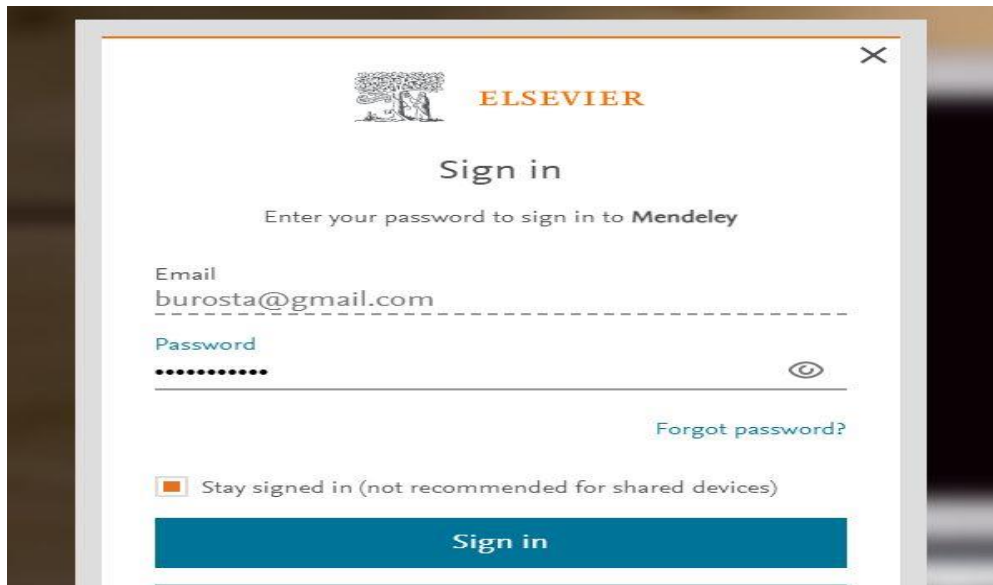 ELSEVIER
Sign in
Enter your password to sign in to Mendeley
Email
burosta@gmail.com
Password
•••••••••••
Forgot password?
Stay signed in (not recommended for shared devices)
Sign in